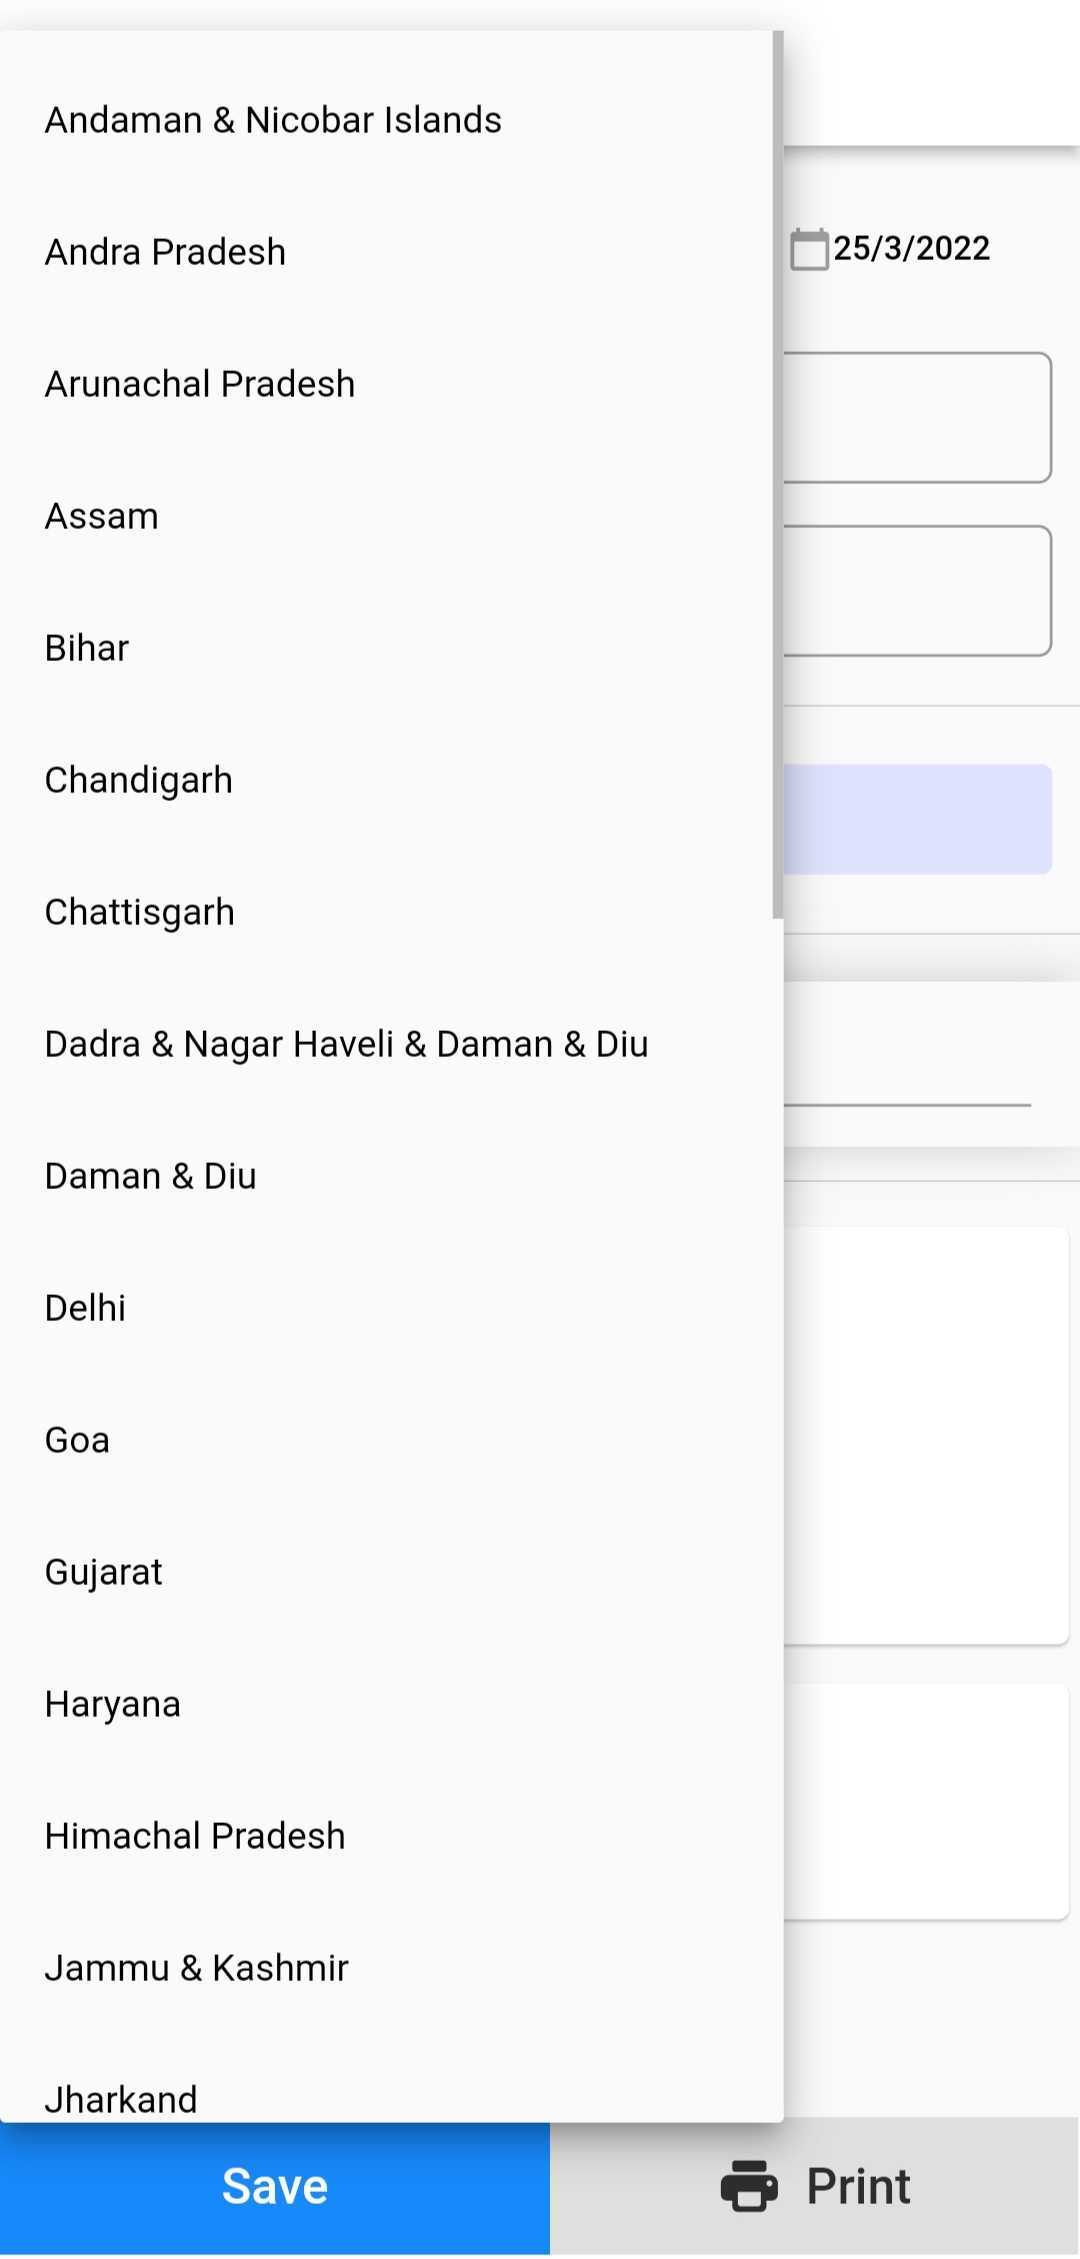 Andaman & Nicobar Islands
Andra Pradesh
25/3/2022
Arunachal Pradesh
Assam
Bihar
Chandigarh
Chattisgarh
Dadra & Nagar Haveli & Daman & Diu
Daman & Diu
Delhi
Goa
Gujarat
Haryana
Himachal Pradesh
Jammu & Kashmir
Jharkand
Save
Print